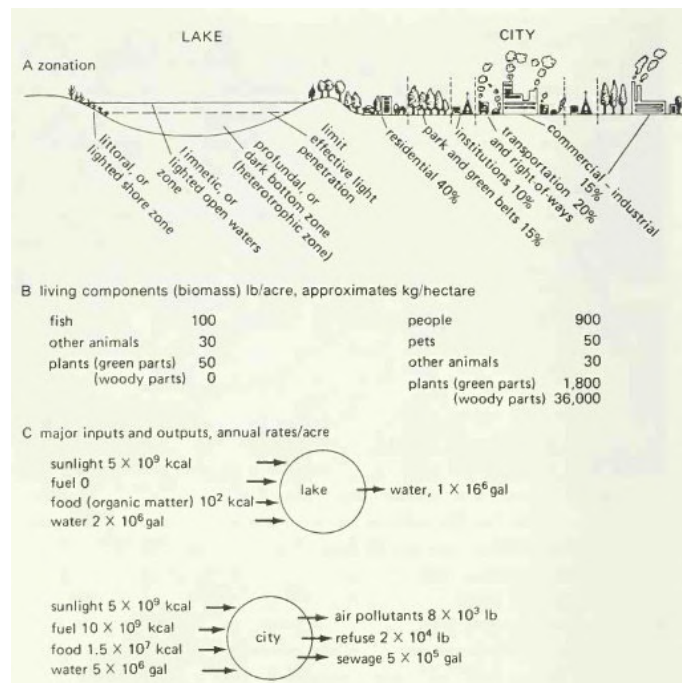 LAKE
CITY
A zonation
littoral, or
lighted shore zone
limnetic, or
lighted open waters
zone
profundal, or
dark bottom zone
(heterotrophic zone)
limit
effective light
penetration
residential 40%
park and green belts 15%
institutions 10%
transportation 20%
and right-of-ways
commercial - industrial
15%
B living components (biomass) lb/acre, approximates kg/hectare
fish 100
other animals 30
plants (green parts) 50
(woody parts) 0
people 900
pets 50
other animals 30
plants (green parts) 1,800
(woody parts) 36,000
C major inputs and outputs, annual rates/acre
sunlight 5 × 10⁹ kcal
fuel 0
food (organic matter) 10² kcal
water 2 × 10⁶ gal
lake
water, 1 × 16⁶ gal
sunlight 5 × 10⁹ kcal
fuel 10 × 10⁹ kcal
food 1.5 × 10⁷ kcal
water 5 × 10⁶ gal
city
air pollutants 8 × 10³ lb
refuse 2 × 10⁴ lb
sewage 5 × 10⁵ gal